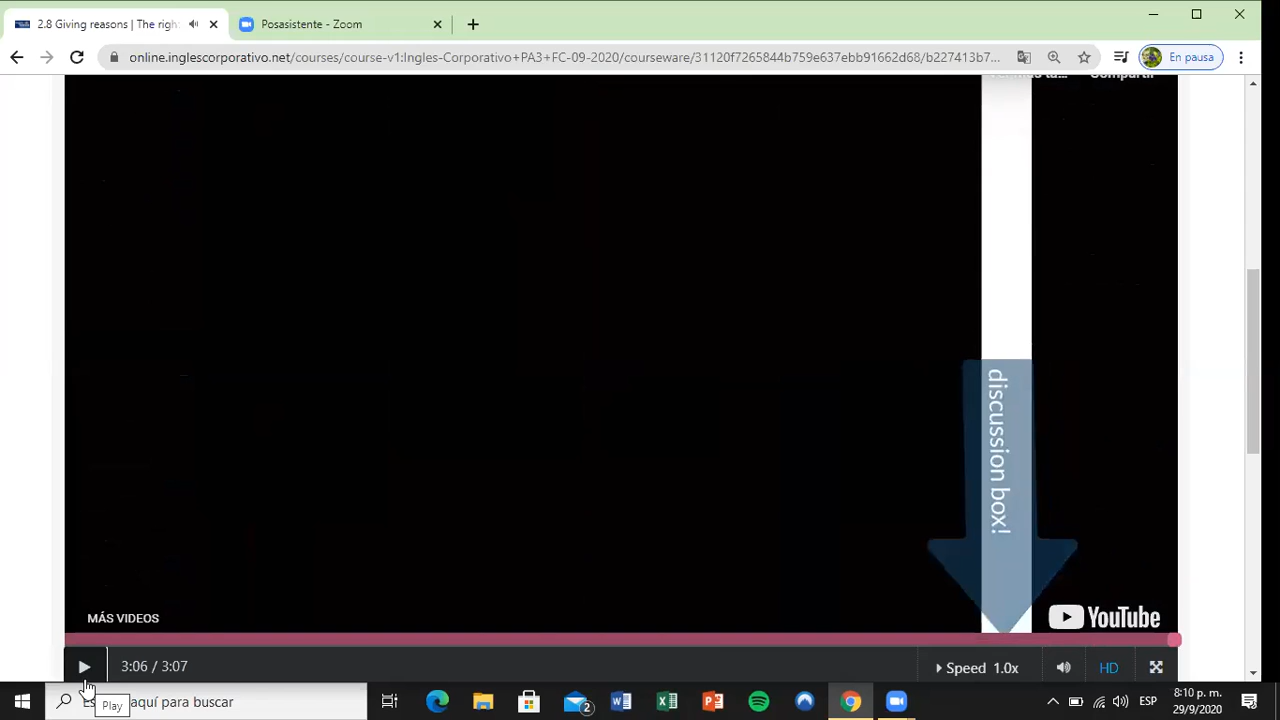 2.8 Giving reasons | The righ
Posasistente - Zoom
online.inglescorporativo.net/courses/course-v1:Ingles-Corporativo+PA3+FC-09-2020/courseware/31120f7265844b759e637ebb91662d68/b227413b7...
En pausa
Compartir
discussion box!
MÁS VIDEOS
YouTube
3:06 / 3:07
Speed 1.0x
HD
Play
aquí para buscar
2
ESP
8:10 p. m.
29/9/2020